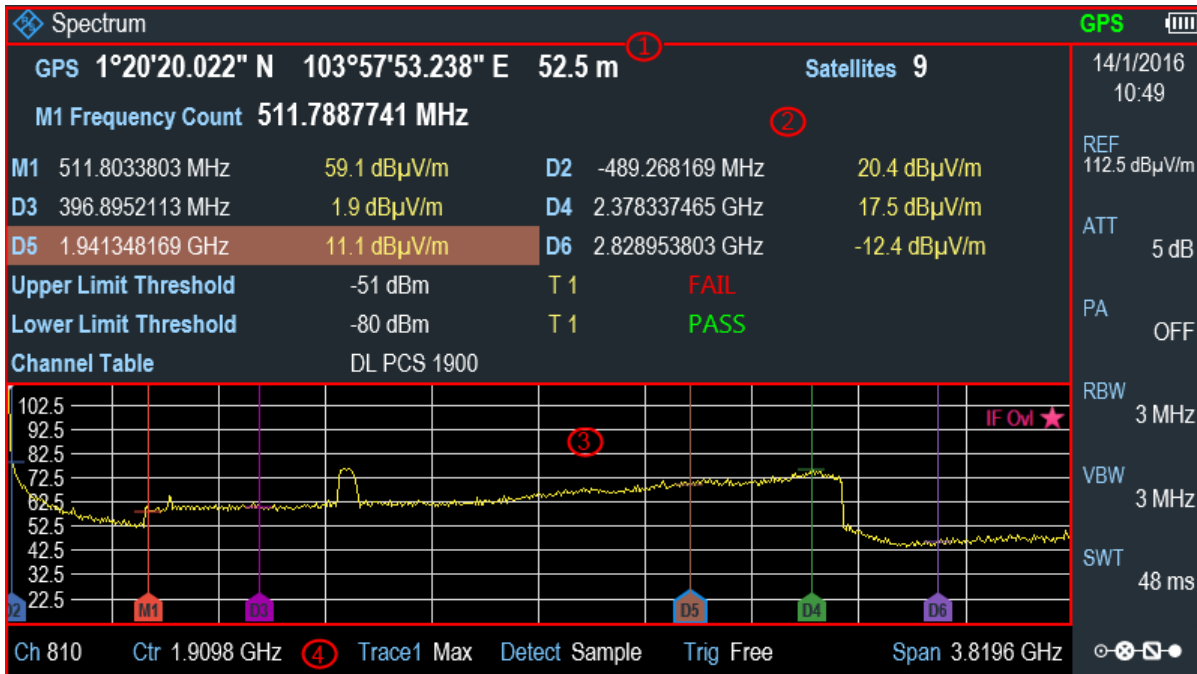 Spectrum GPS
①
GPS 1°20'20.022" N 103°57'53.238" E 52.5 m Satellites 9
M1 Frequency Count 511.7887741 MHz
②
M1 511.8033803 MHz 59.1 dBµV/m D2 -489.268169 MHz 20.4 dBµV/m
D3 396.8952113 MHz 1.9 dBµV/m D4 2.378337465 GHz 17.5 dBµV/m
D5 1.941348169 GHz 11.1 dBµV/m D6 2.828953803 GHz -12.4 dBµV/m
Upper Limit Threshold -51 dBm T 1 FAIL
Lower Limit Threshold -80 dBm T 1 PASS
Channel Table DL PCS 1900
102.5
92.5
82.5
72.5
62.5
52.5
42.5
32.5
22.5
IF Ovl
③
D2 M1 D3 D5 D4 D6
Ch 810 Ctr 1.9098 GHz ④ Trace1 Max Detect Sample Trig Free Span 3.8196 GHz
14/1/2016
10:49
REF
112.5 dBµV/m
ATT
5 dB
PA
OFF
RBW
3 MHz
VBW
3 MHz
SWT
48 ms